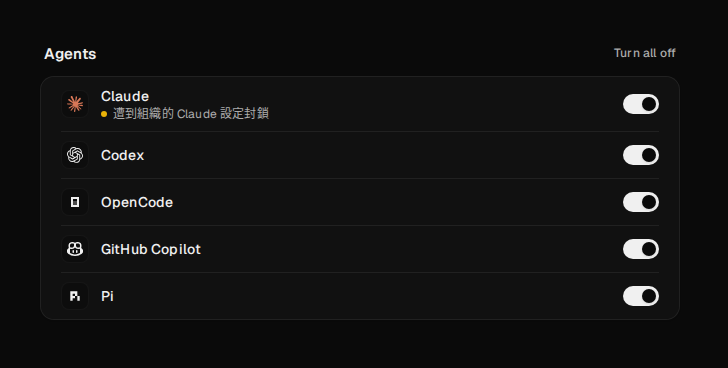 Agents
Turn all off
Claude
遭到組織的 Claude 設定封鎖
Codex
OpenCode
GitHub Copilot
Pi